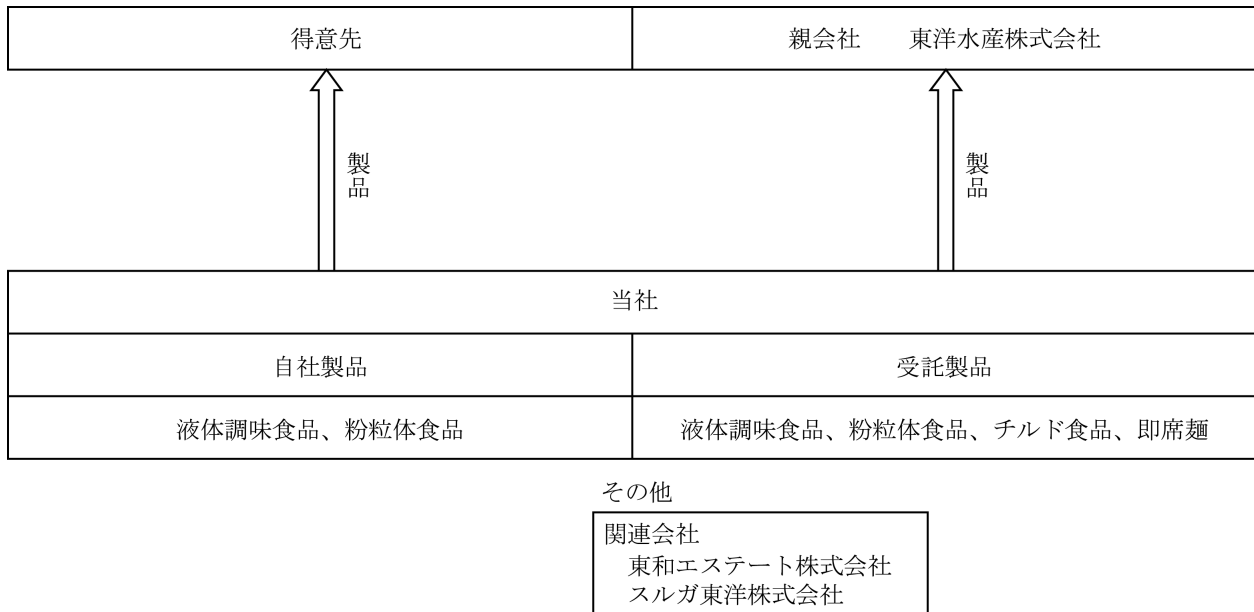 得意先
親会社　　東洋水産株式会社
製品
製品
当社
自社製品
受託製品
液体調味食品、粉粒体食品
液体調味食品、粉粒体食品、チルド食品、即席麺
その他
関連会社
東和エステート株式会社
スルガ東洋株式会社